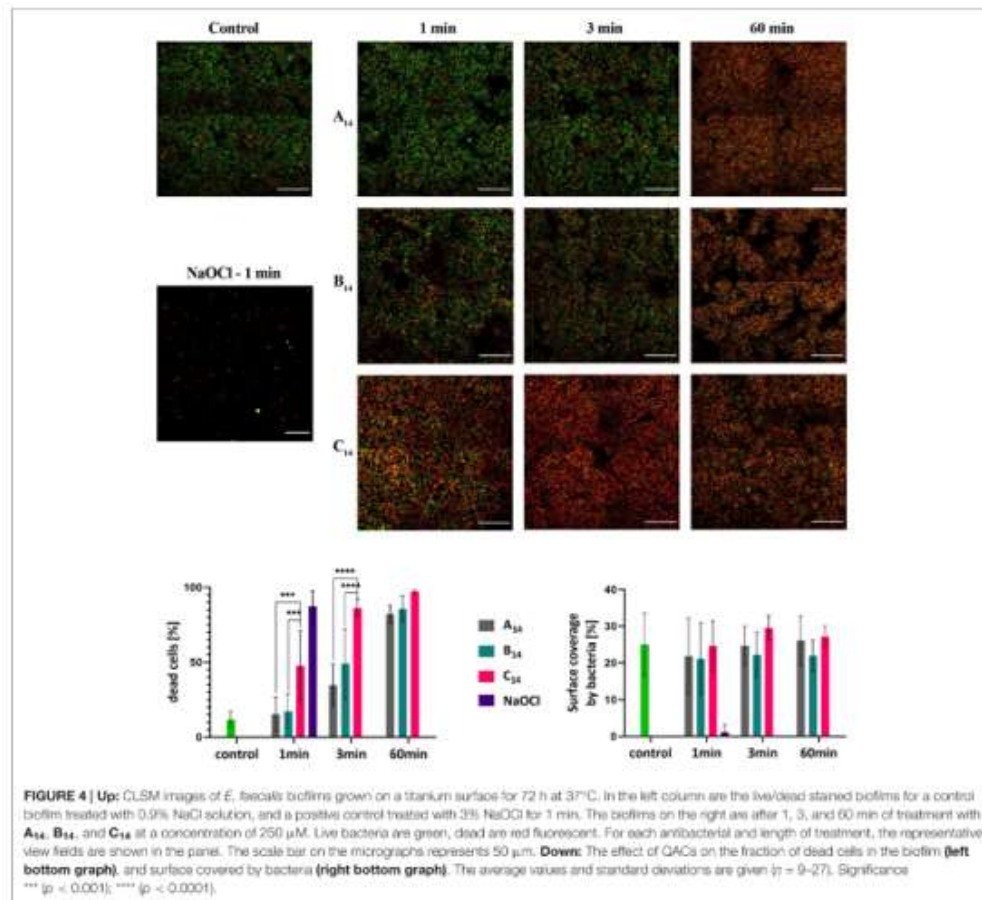 Control 1 min 3 min 60 min
A14
NaOCl - 1 min
B14
C14
100
50
0
dead cells [%]
*** ****
*** ****
control 1min 3min 60min
A14
B14
C14
NaOCl
40
30
20
10
0
Surface coverage
by bacteria [%]
control 1min 3min 60min
FIGURE 4 | Up: CLSM images of E. faecalis biofilms grown on a titanium surface for 72 h at 37°C. In the left column are the live/dead stained biofilms for a control
biofilm treated with 0.9% NaCl solution, and a positive control treated with 3% NaOCl for 1 min. The biofilms on the right are after 1, 3, and 60 min of treatment with
A14, B14, and C14 at a concentration of 250 μM. Live bacteria are green, dead are red fluorescent. For each antibacterial and length of treatment, the representative
view fields are shown in the panel. The scale bar on the micrographs represents 50 μm. Down: The effect of QACs on the fraction of dead cells in the biofilm (left
bottom graph), and surface covered by bacteria (right bottom graph). The average values and standard deviations are given (n = 9–27). Significance
*** (p < 0.001); **** (p < 0.0001).